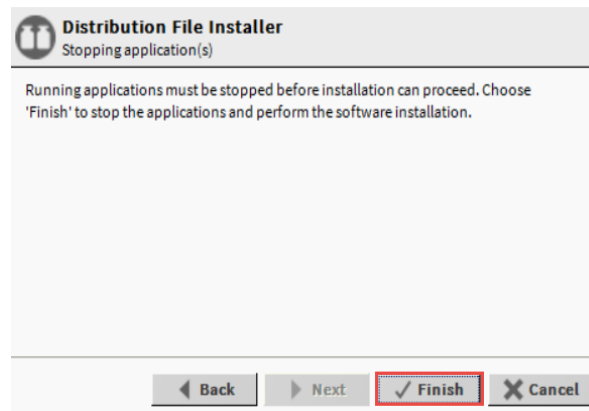 Distribution File Installer
Stopping application(s)
Running applications must be stopped before installation can proceed. Choose
'Finish' to stop the applications and perform the software installation.
Back Next Finish Cancel